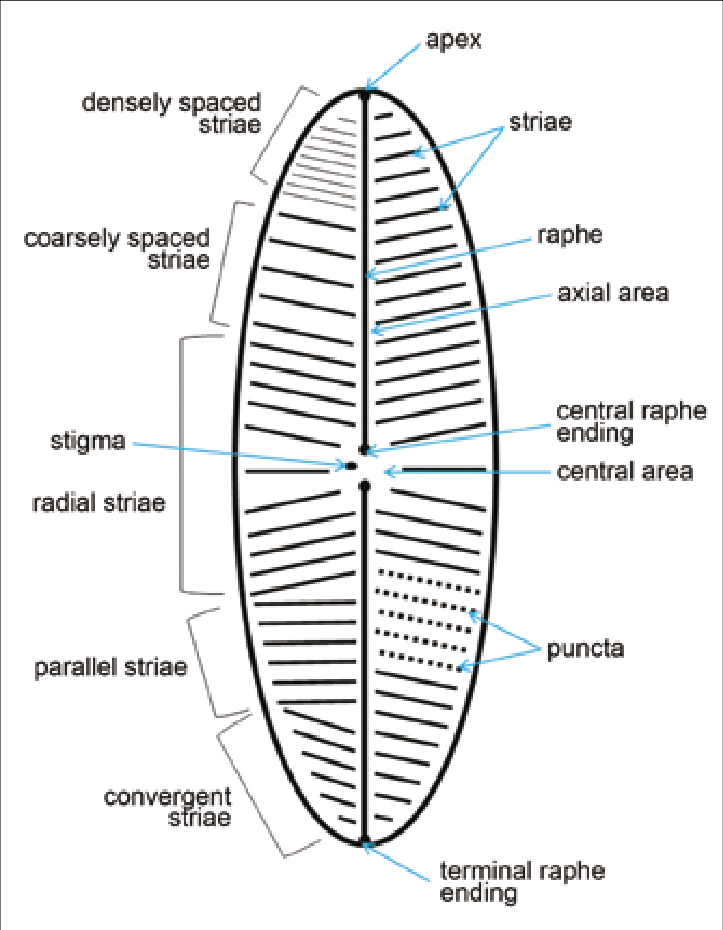 apex
densely spaced
striae
striae
coarsely spaced
striae
raphe
axial area
central raphe
ending
stigma
central area
radial striae
puncta
parallel striae
convergent
striae
terminal raphe
ending